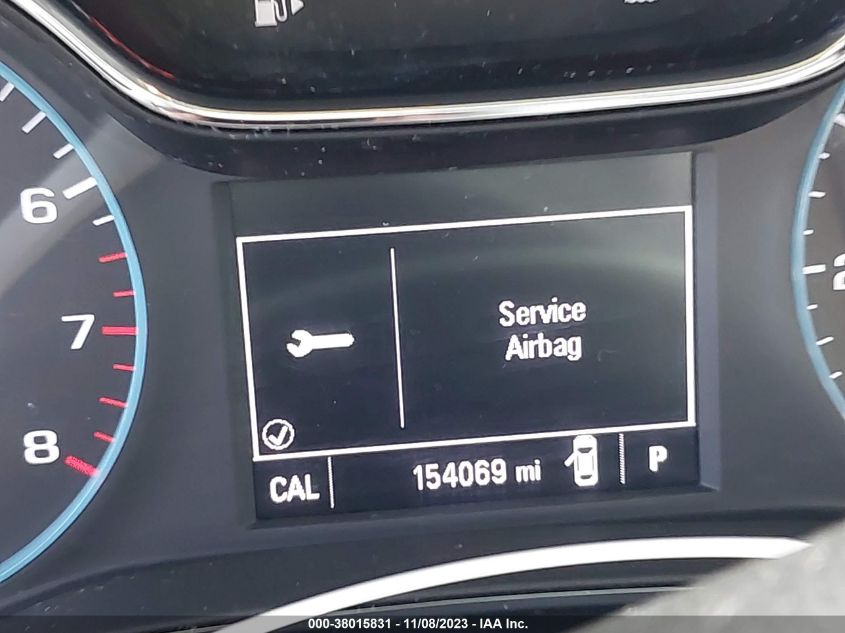 6
7
8
Service
Airbag
CAL 154069 mi P
2
000-38015831 - 11/08/2023 - IAA Inc.